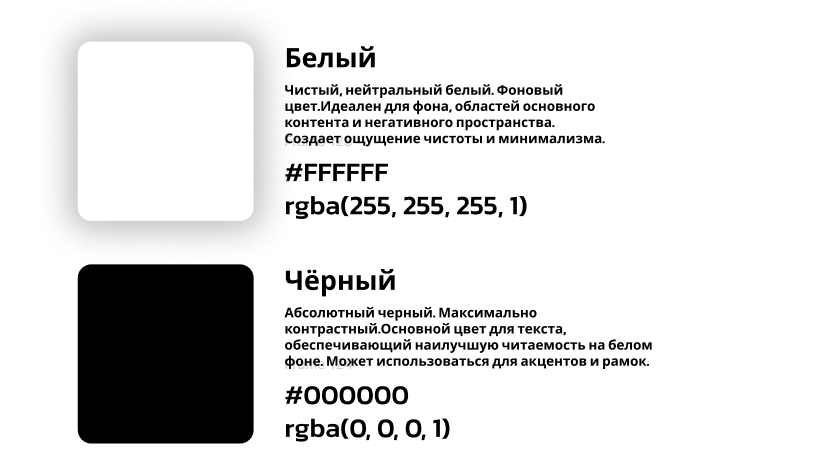 Белый
Чистый, нейтральный белый. Фоновый
цвет.Идеален для фона, областей основного
контента и негативного пространства.
Создает ощущение чистоты и минимализма.
#FFFFFF
rgba(255, 255, 255, 1)
Чёрный
Абсолютный черный. Максимально
контрастный.Основной цвет для текста,
обеспечивающий наилучшую читаемость на белом
фоне. Может использоваться для акцентов и рамок.
#000000
rgba(0, 0, 0, 1)